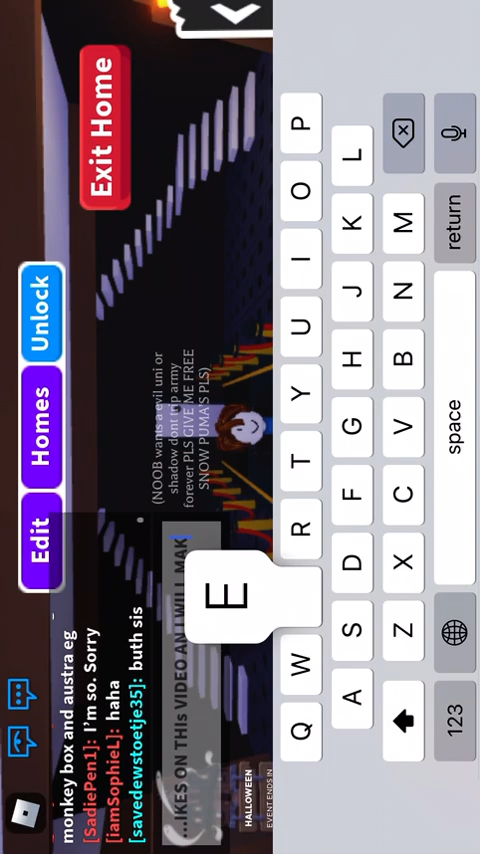 Edit
Homes
Unlock
Exit Home
monkey box and austra eg
[SadiePen1]: I'm so. Sorry
[iamSophieL]: haha
[savedewstoetje35]: buth sis
(NOOB wants a evil uni or
shadow dont trip army
forever PLS GIVE ME FREE
SNOW PUMA'S PLS)
...IKES ON THIs VIDEO AN I WILL MAK
HALLOWEEN
EVENT ENDS IN
E
Q W R T Y U I O P
A S D F G H J K L
Z X C V B N M
123 space return